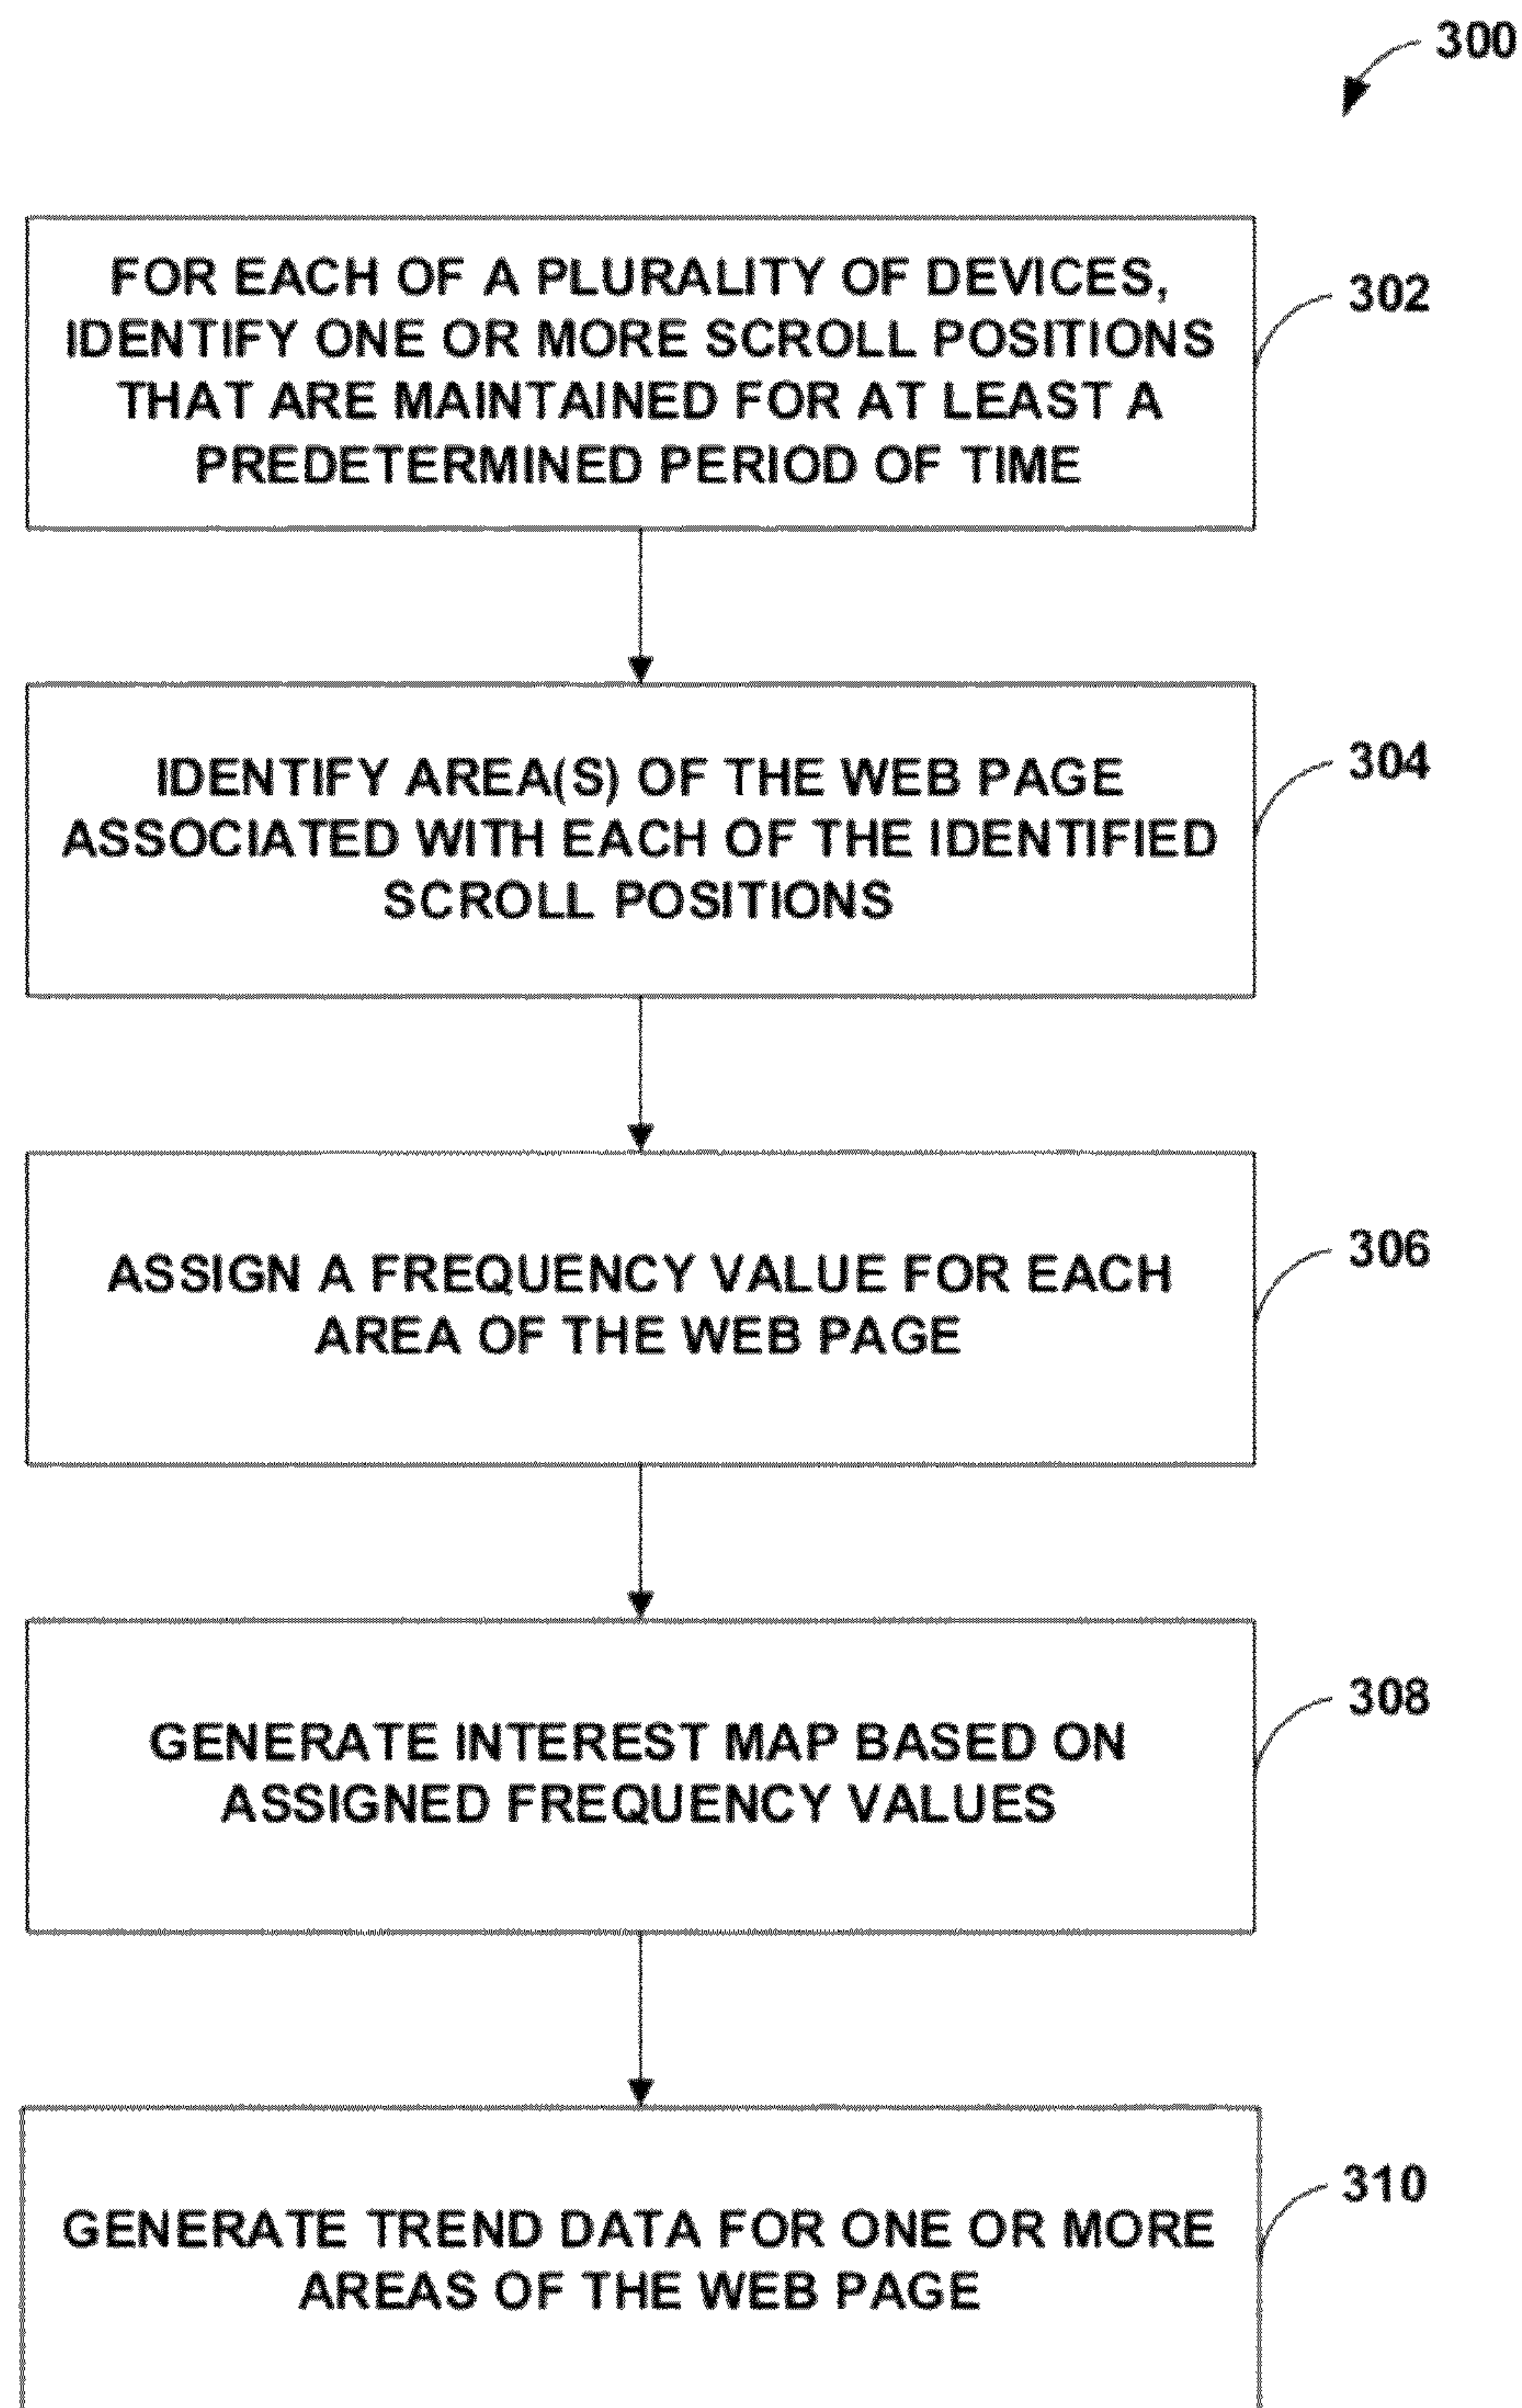 300
FOR EACH OF A PLURALITY OF DEVICES,
IDENTIFY ONE OR MORE SCROLL POSITIONS
THAT ARE MAINTAINED FOR AT LEAST A
PREDETERMINED PERIOD OF TIME
302
IDENTIFY AREA(S) OF THE WEB PAGE
ASSOCIATED WITH EACH OF THE IDENTIFIED
SCROLL POSITIONS
304
ASSIGN A FREQUENCY VALUE FOR EACH
AREA OF THE WEB PAGE
306
GENERATE INTEREST MAP BASED ON
ASSIGNED FREQUENCY VALUES
308
GENERATE TREND DATA FOR ONE OR MORE
AREAS OF THE WEB PAGE
310